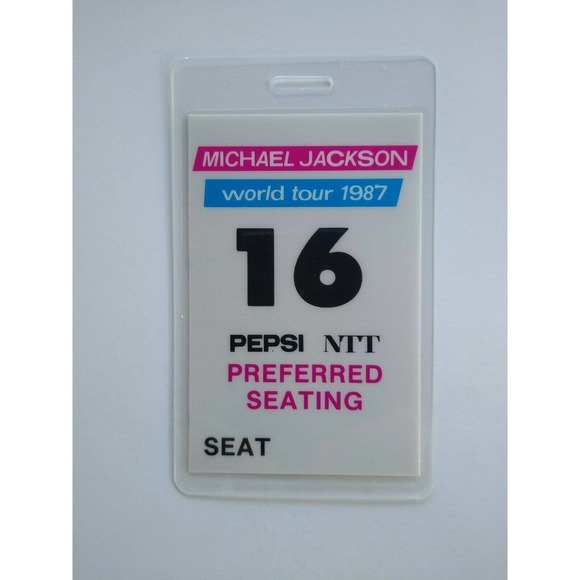 MICHAEL JACKSON
world tour 1987
16
PEPSI NTT
PREFERRED
SEATING
SEAT